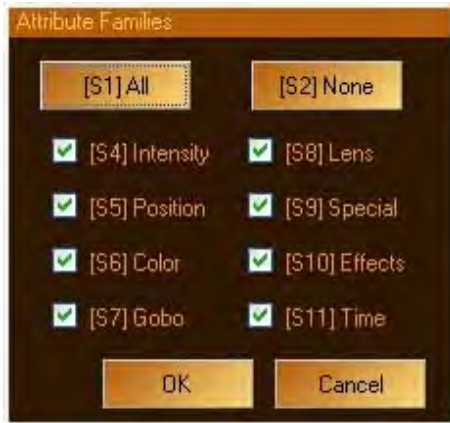 Attribute Families
[S1] All [S2] None
[S4] Intensity [S8] Lens
[S5] Position [S9] Special
[S6] Color [S10] Effects
[S7] Gobo [S11] Time
OK Cancel